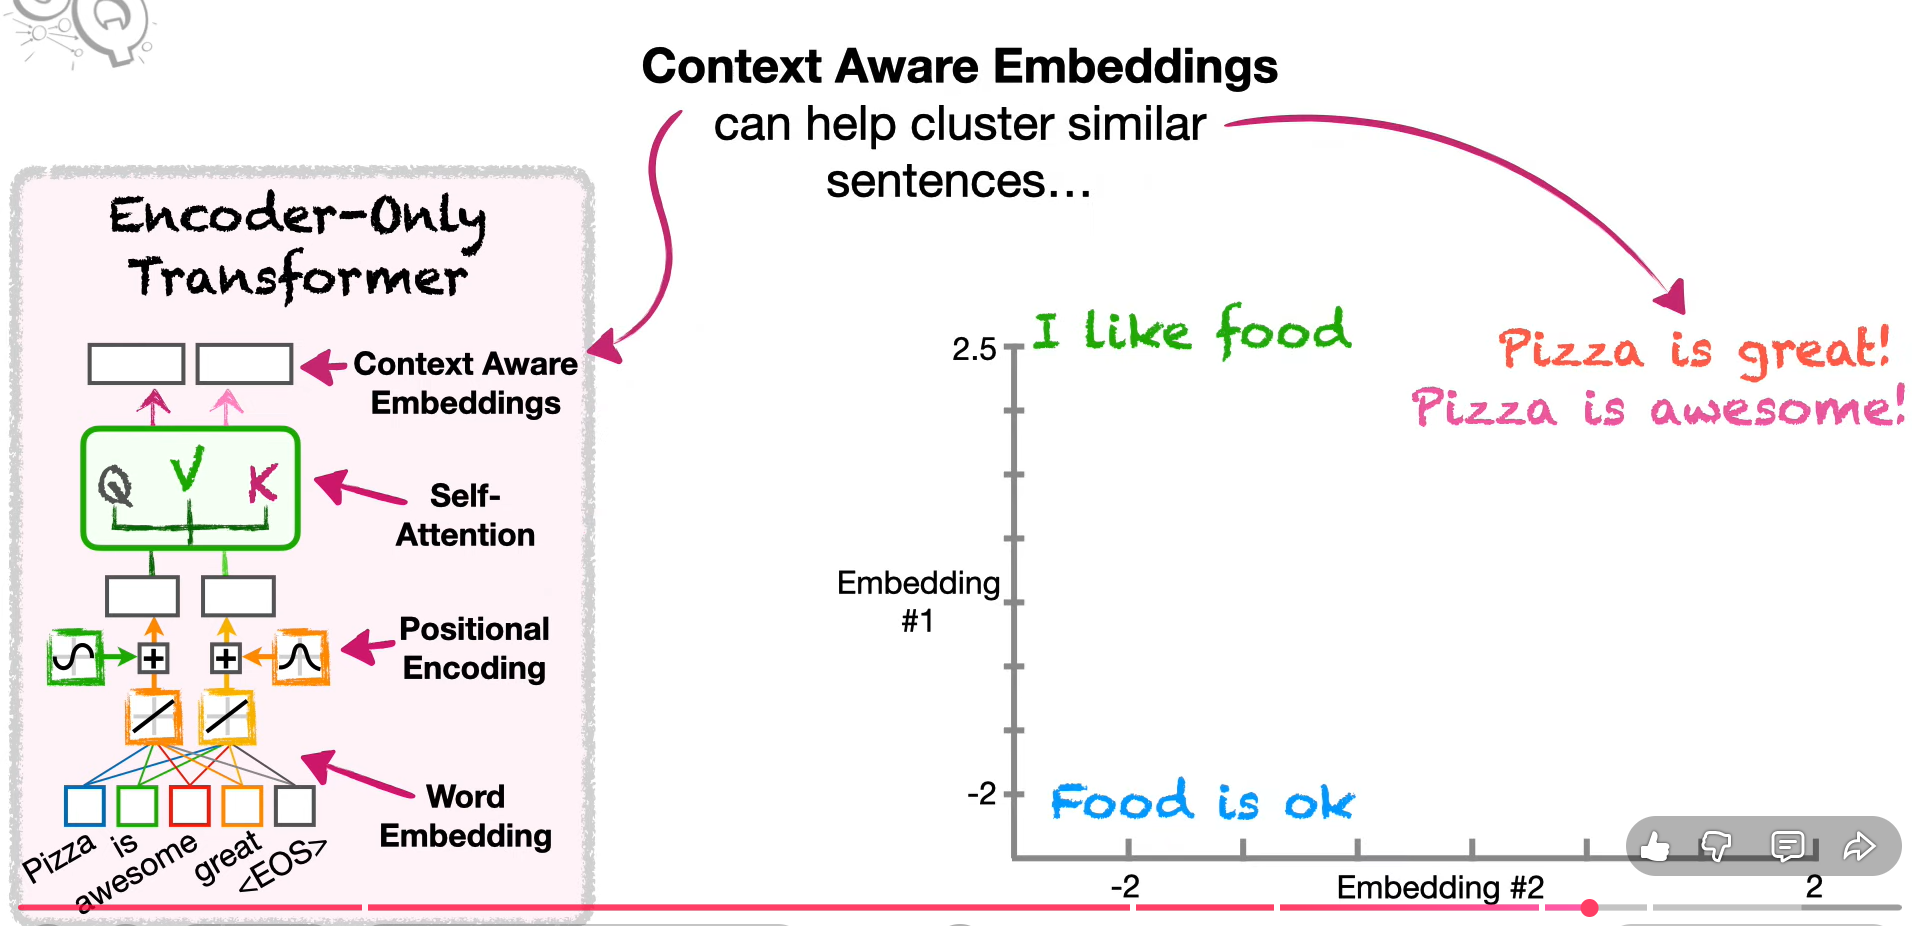 Context Aware Embeddings
can help cluster similar
sentences...
Encoder-Only
Transformer
Context Aware
Embeddings
Q V K
Self-
Attention
Positional
Encoding
+ +
Word
Embedding
Pizza is awesome great <EOS>
I like food
Pizza is great!
Pizza is awesome!
2.5
Embedding
#1
-2
Food is ok
-2
Embedding #2
2